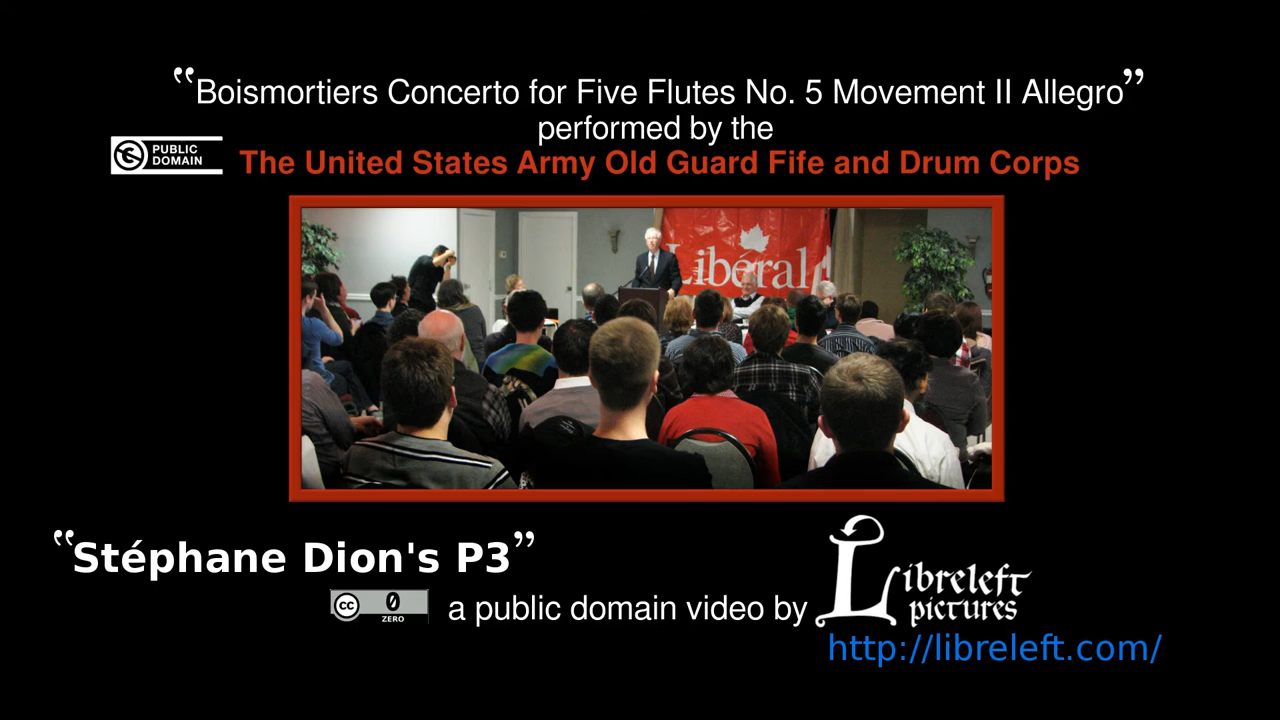 “Boismortiers Concerto for Five Flutes No. 5 Movement II Allegro”
performed by the
PUBLIC
DOMAIN
The United States Army Old Guard Fife and Drum Corps
Libéral
“Stéphane Dion's P3”
cc 0
ZERO
a public domain video by
Libreleft
pictures
http://libreleft.com/